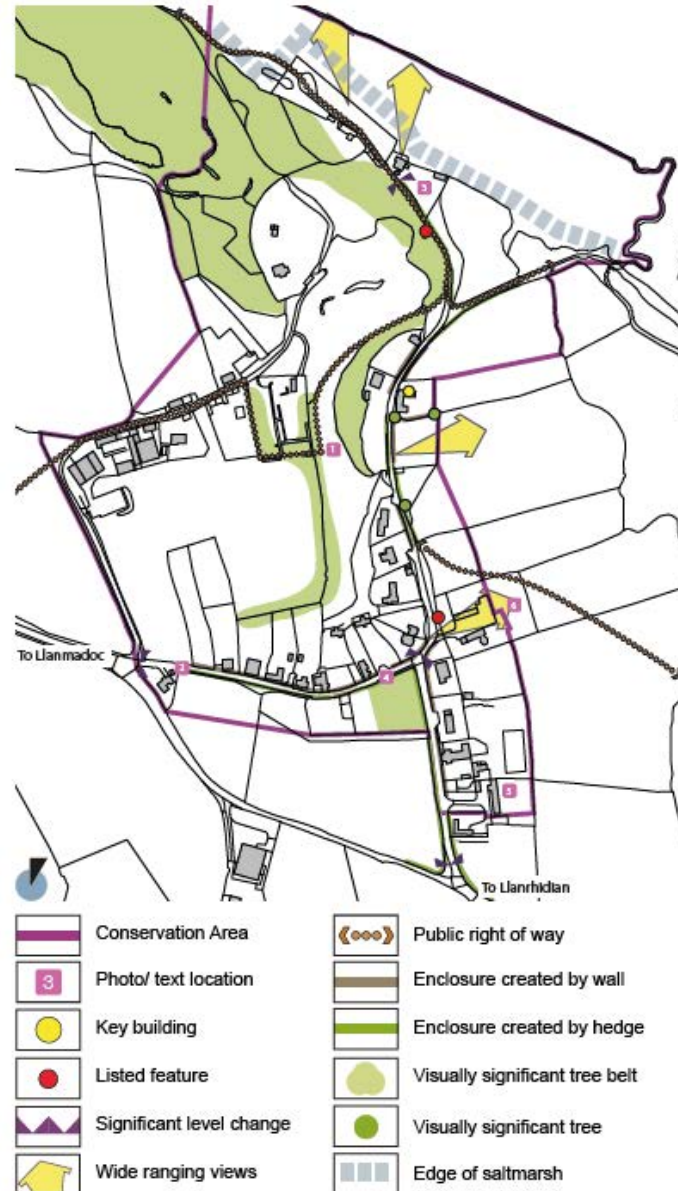 1
To Llanmadoc
4
To Llanrhidian
Conservation Area
3
Photo/ text location
Key building
Listed feature
Significant level change
Wide ranging views
Public right of way
Enclosure created by wall
Enclosure created by hedge
Visually significant tree belt
Visually significant tree
Edge of saltmarsh